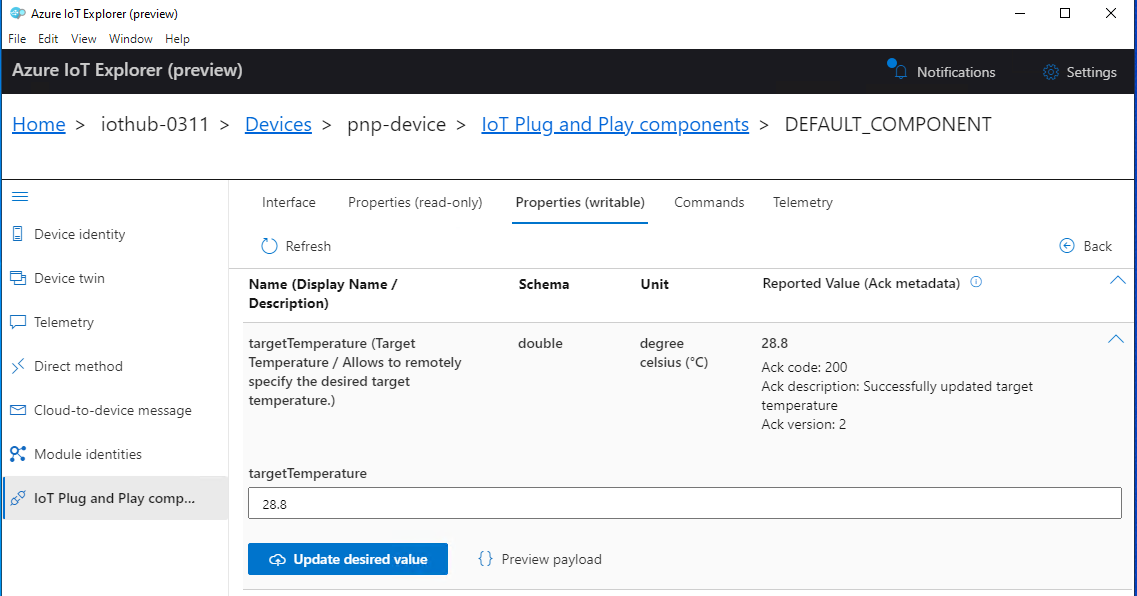 Azure IoT Explorer (preview)
File Edit View Window Help
Azure IoT Explorer (preview)
Notifications
Settings
Home > iothub-0311 > Devices > pnp-device > IoT Plug and Play components > DEFAULT_COMPONENT
Device identity
Device twin
Telemetry
Direct method
Cloud-to-device message
Module identities
IoT Plug and Play comp...
Interface Properties (read-only) Properties (writable) Commands Telemetry
Refresh
Back
Name (Display Name /
Description)
Schema
Unit
Reported Value (Ack metadata)
targetTemperature (Target
Temperature / Allows to remotely
specify the desired target
temperature.)
double
degree
celsius (°C)
28.8
Ack code: 200
Ack description: Successfully updated target
temperature
Ack version: 2
targetTemperature
28.8
Update desired value
{} Preview payload